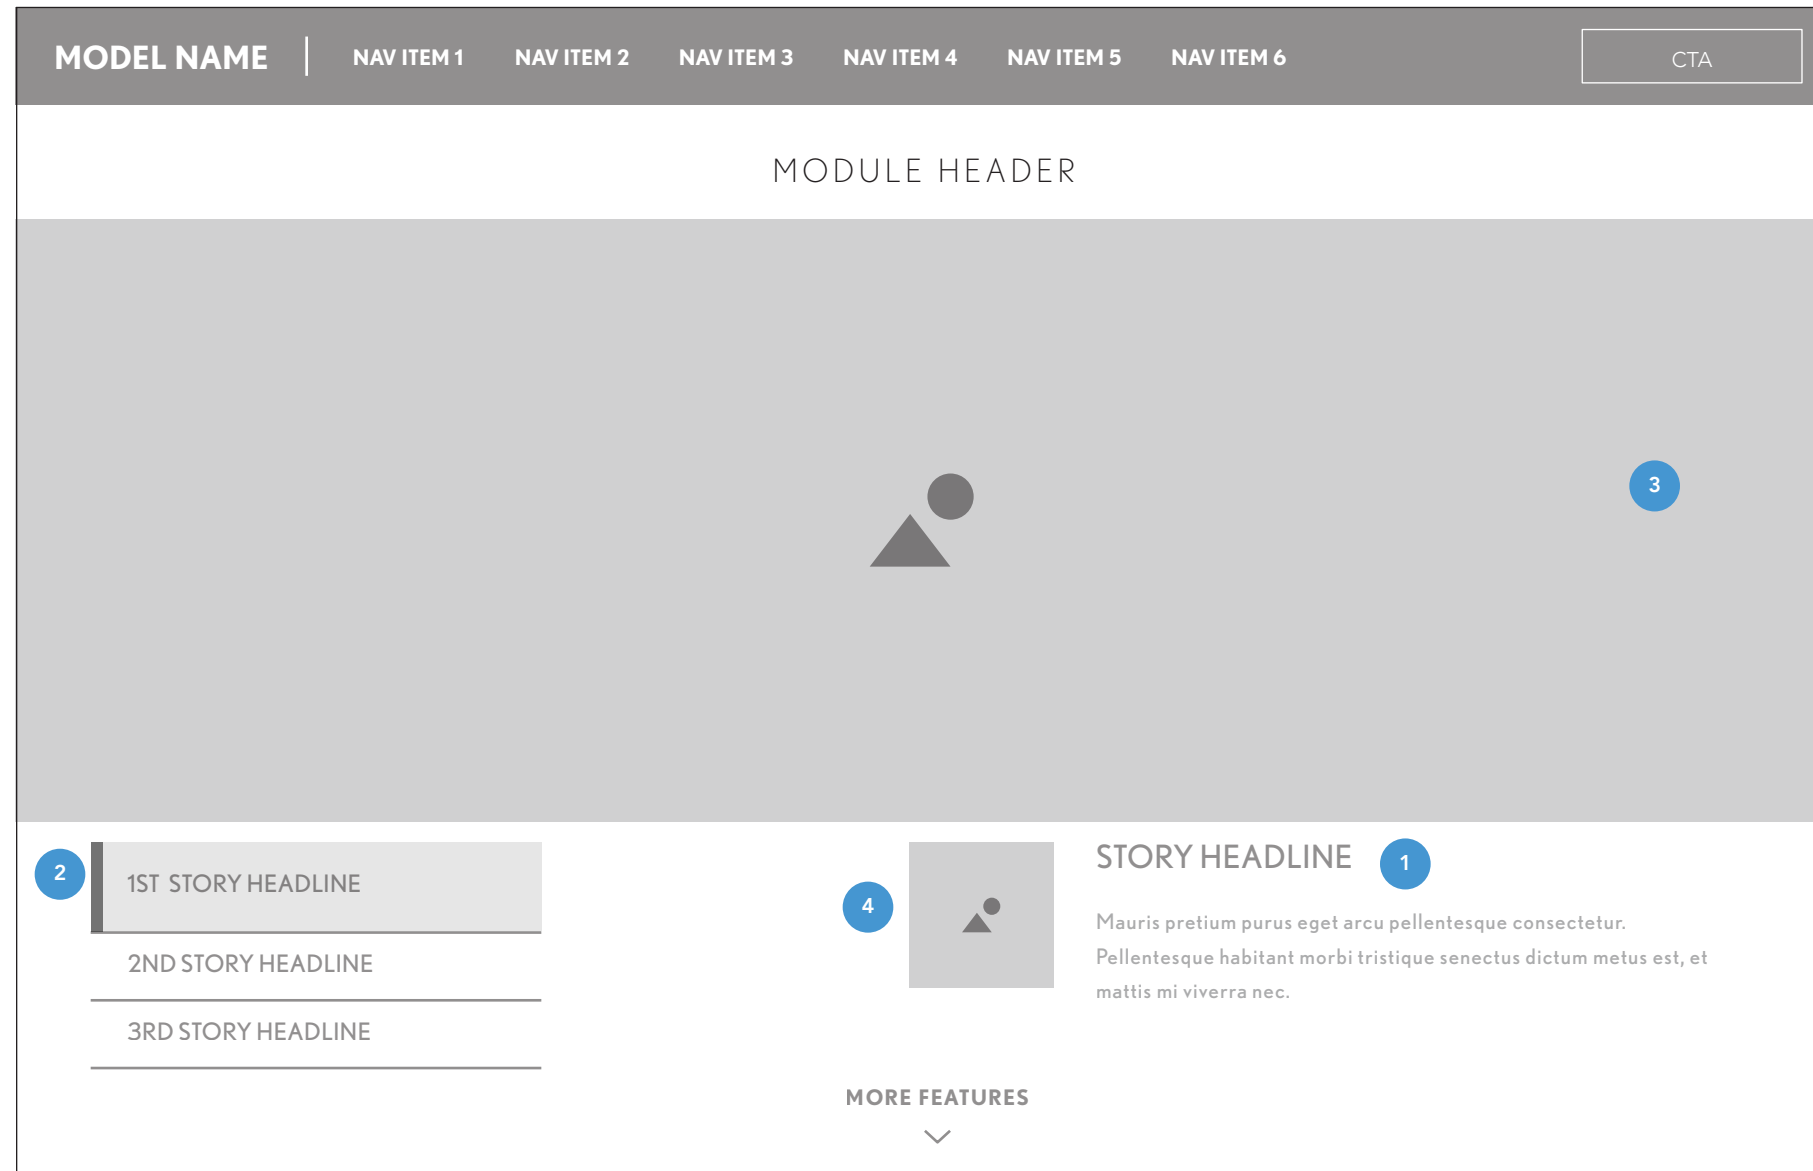 MODEL NAME NAV ITEM 1 NAV ITEM 2 NAV ITEM 3 NAV ITEM 4 NAV ITEM 5 NAV ITEM 6 CTA
MODULE HEADER
3
2
1ST STORY HEADLINE
2ND STORY HEADLINE
3RD STORY HEADLINE
4
STORY HEADLINE 1
Mauris pretium purus eget arcu pellentesque consectetur.
Pellentesque habitant morbi tristique senectus dictum metus est, et
mattis mi viverra nec.
MORE FEATURES